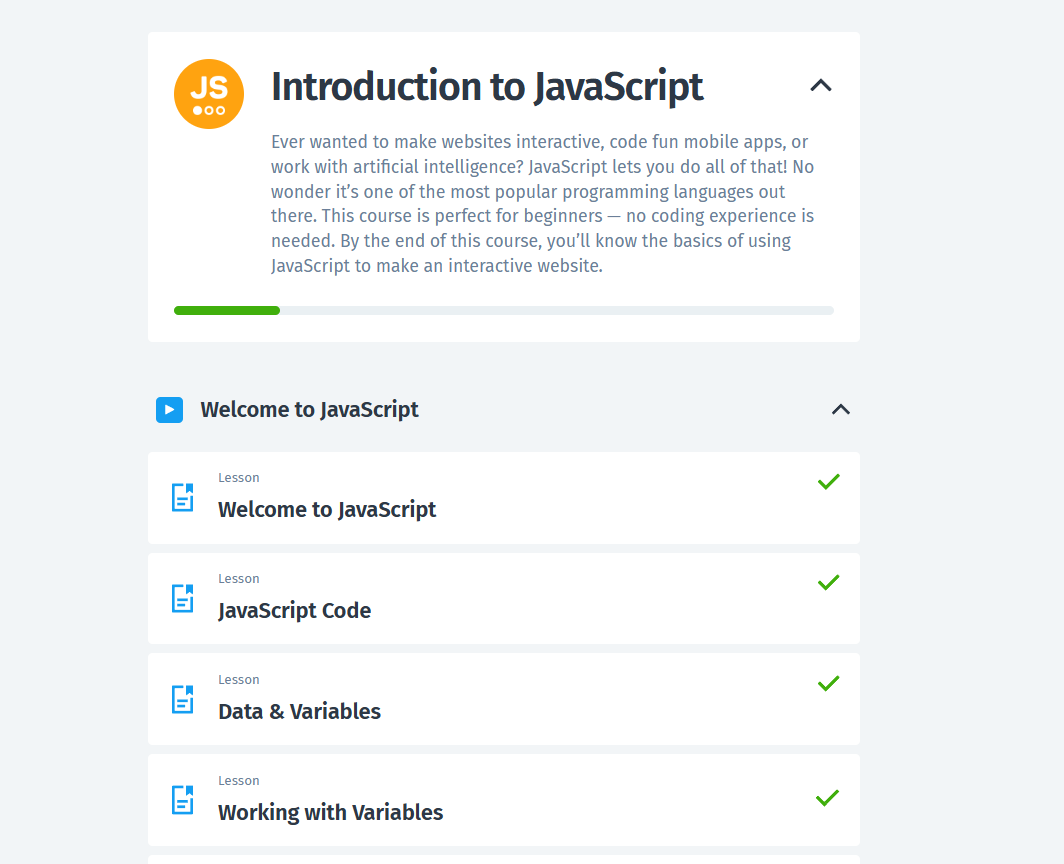 JS
Introduction to JavaScript
Ever wanted to make websites interactive, code fun mobile apps, or
work with artificial intelligence? JavaScript lets you do all of that! No
wonder it’s one of the most popular programming languages out
there. This course is perfect for beginners — no coding experience is
needed. By the end of this course, you’ll know the basics of using
JavaScript to make an interactive website.
Welcome to JavaScript
Lesson
Welcome to JavaScript
Lesson
JavaScript Code
Lesson
Data & Variables
Lesson
Working with Variables